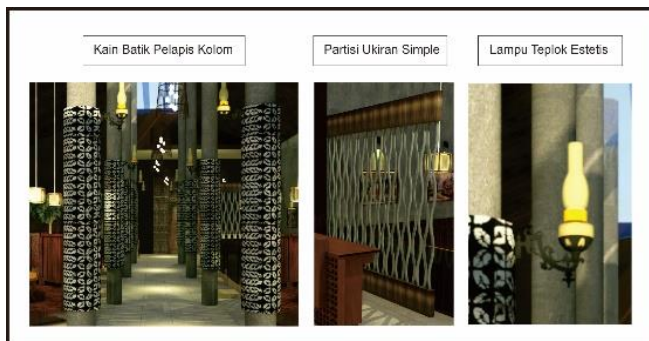 Kain Batik Pelapis Kolom
Partisi Ukiran Simple
Lampu Teplok Estetis